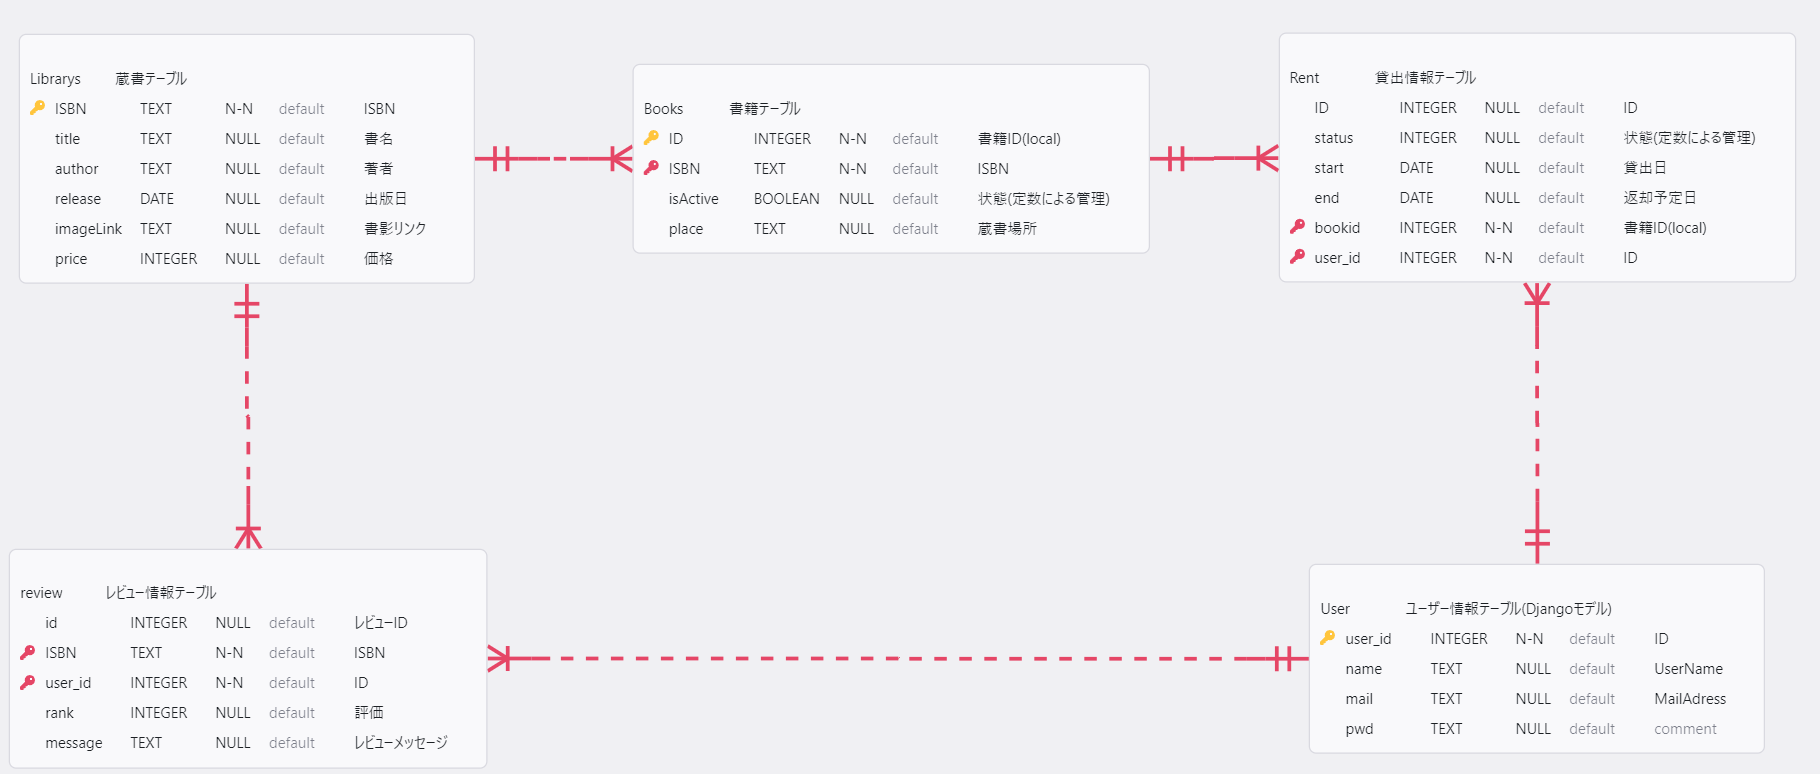 Librarys 蔵書テーブル
ISBN TEXT N-N default ISBN
title TEXT NULL default 書名
author TEXT NULL default 著者
release DATE NULL default 出版日
imageLink TEXT NULL default 書影リンク
price INTEGER NULL default 価格
Books 書籍テーブル
ID INTEGER N-N default 書籍ID(local)
ISBN TEXT N-N default ISBN
isActive BOOLEAN NULL default 状態(定数による管理)
place TEXT NULL default 蔵書場所
Rent 貸出情報テーブル
ID INTEGER NULL default ID
status INTEGER NULL default 状態(定数による管理)
start DATE NULL default 貸出日
end DATE NULL default 返却予定日
bookid INTEGER N-N default 書籍ID(local)
user_id INTEGER N-N default ID
review レビュー情報テーブル
id INTEGER NULL default レビューID
ISBN TEXT N-N default ISBN
user_id INTEGER N-N default ID
rank INTEGER NULL default 評価
message TEXT NULL default レビューメッセージ
User ユーザー情報テーブル(Djangoモデル)
user_id INTEGER N-N default ID
name TEXT NULL default UserName
mail TEXT NULL default MailAdress
pwd TEXT NULL default comment